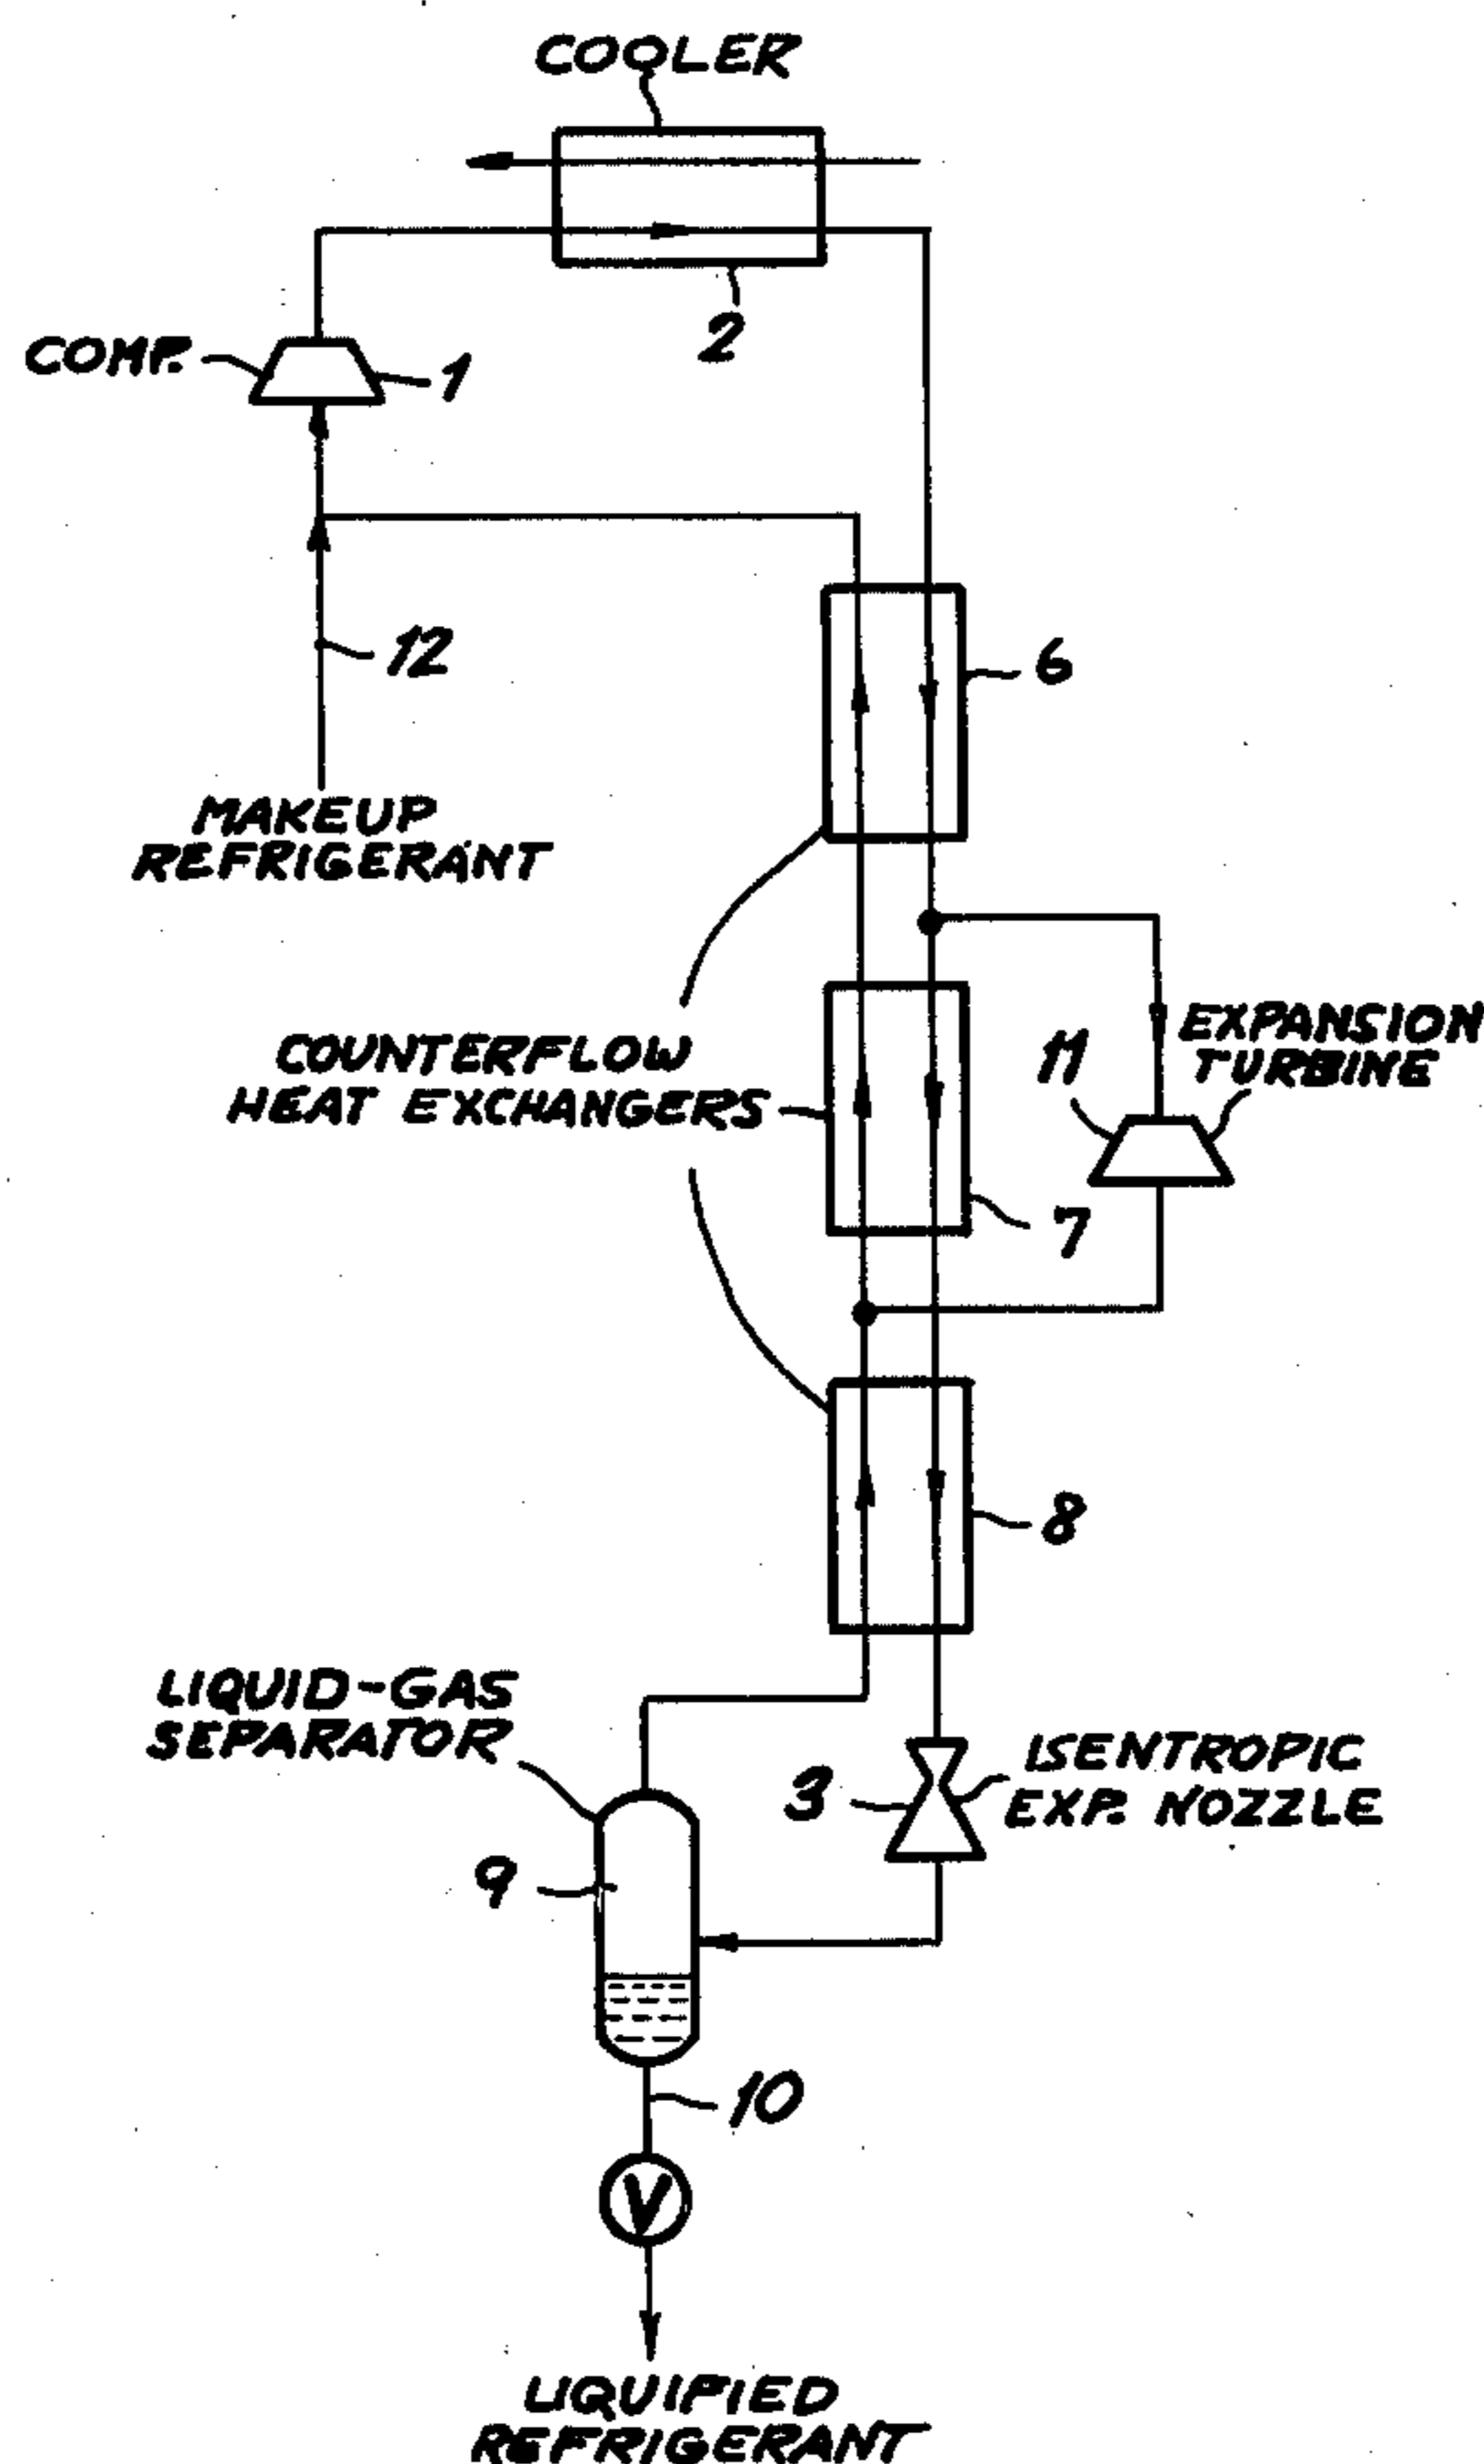 COOLER
2
COMP.
1
12
6
MAKEUP
REFRIGERANT
COUNTERFLOW
HEAT EXCHANGERS
11
EXPANSION
TURBINE
7
8
LIQUID-GAS
SEPARATOR
3
ISENTROPIC
EXP. NOZZLE
9
10
V
LIQUIFIED
REFRIGERANT